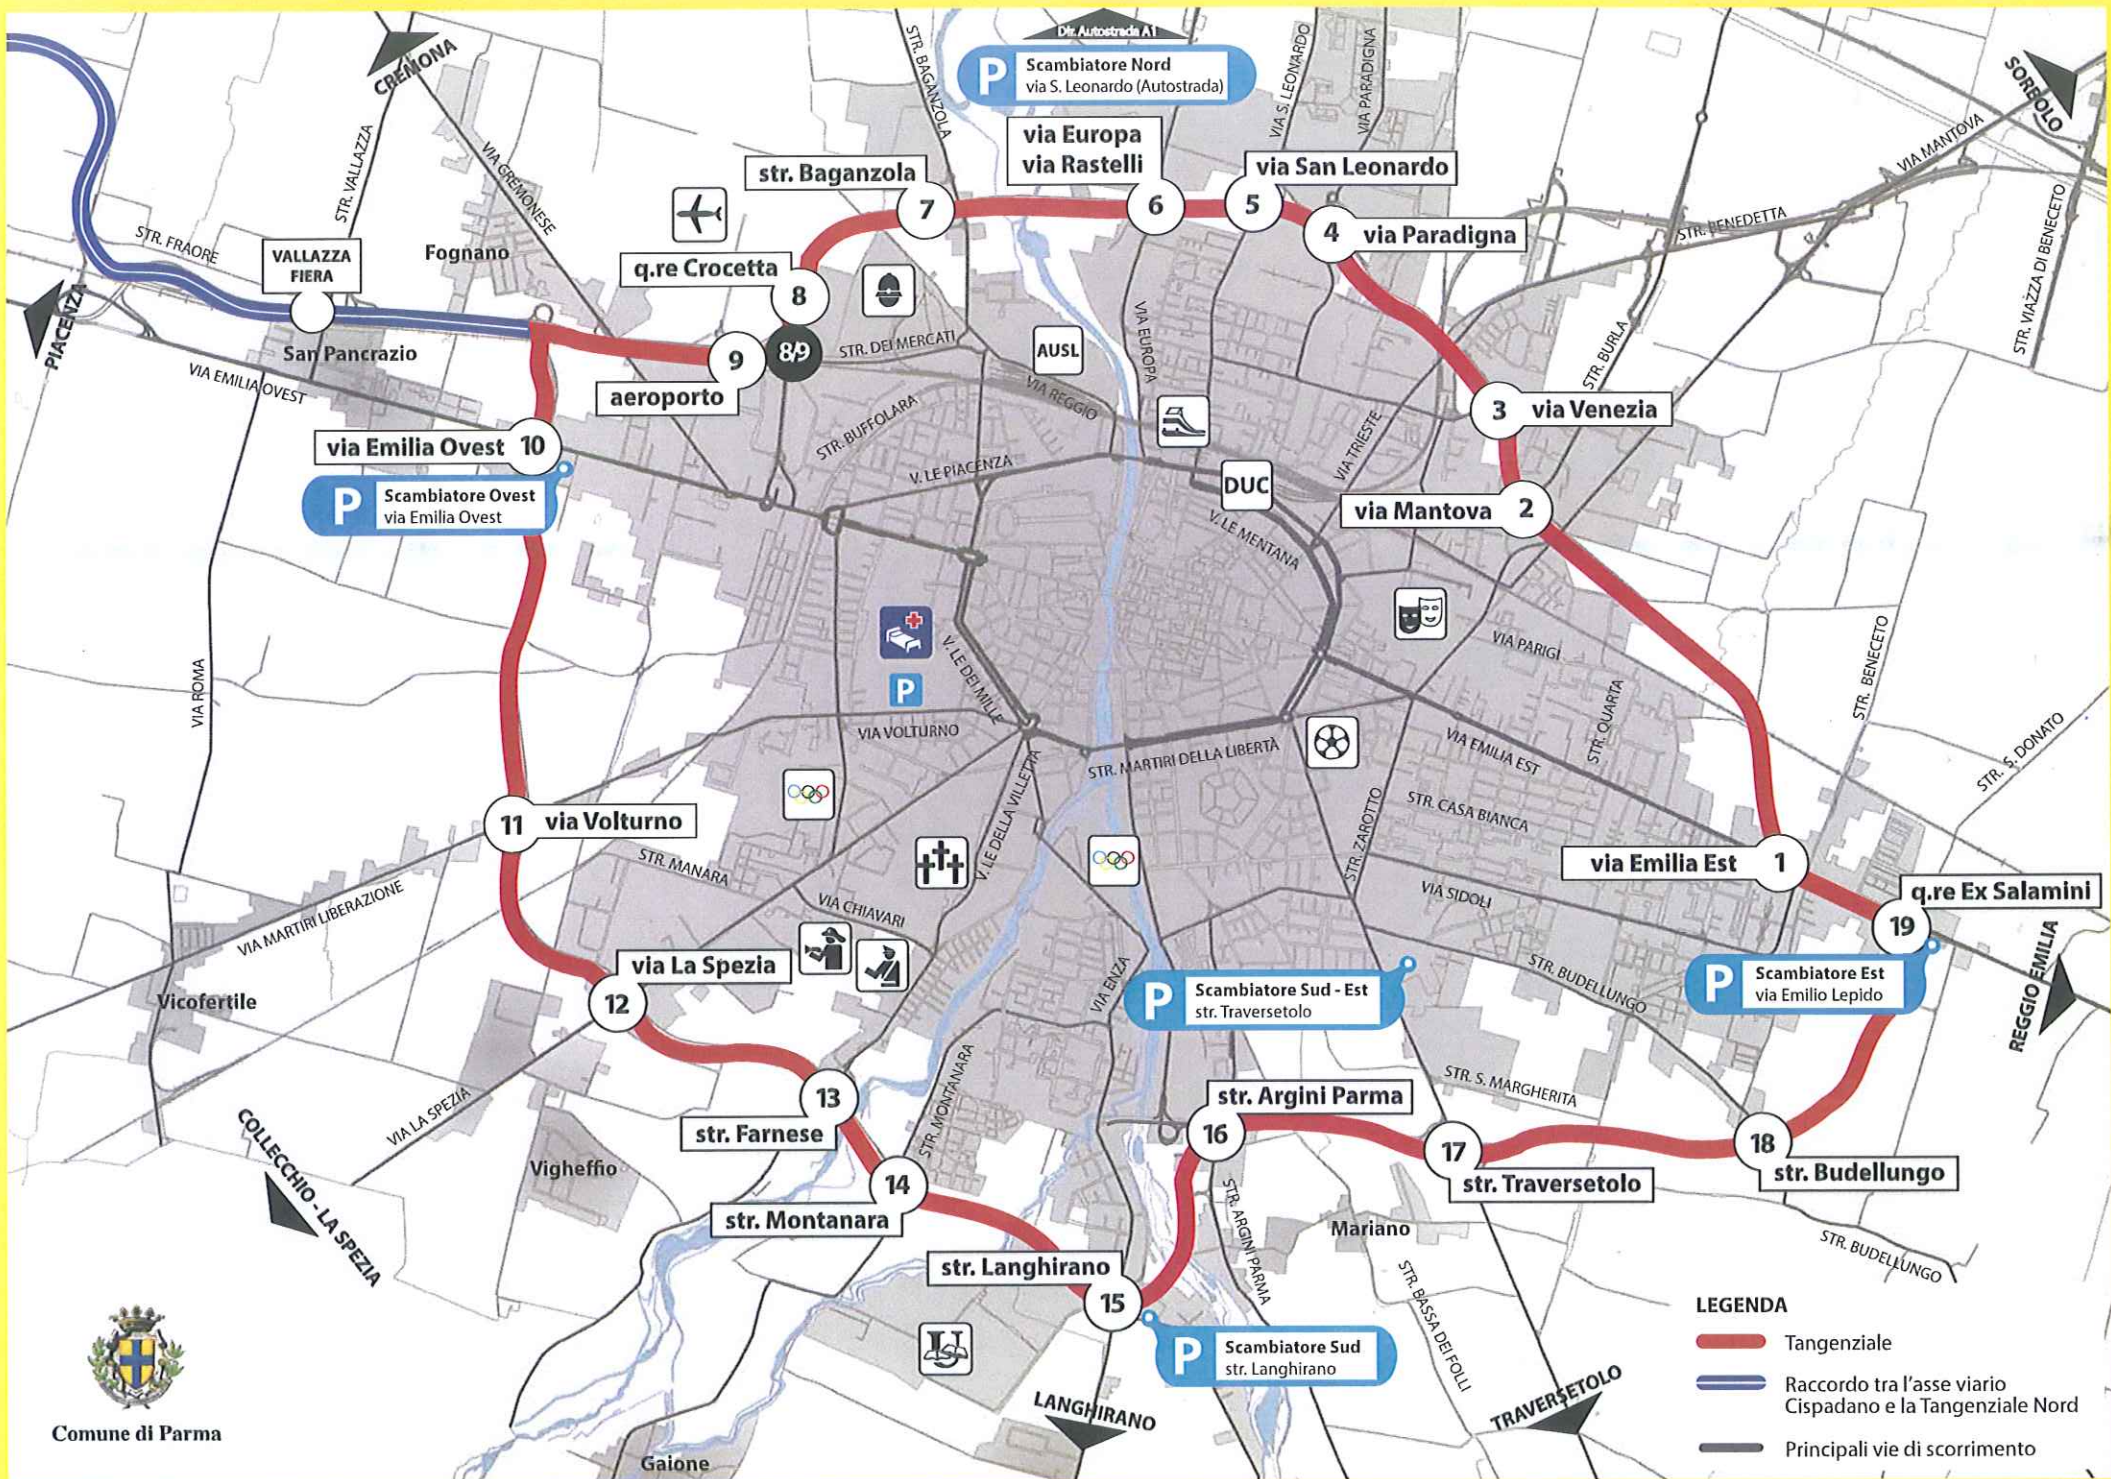 Dir. Autostrada A1
P
Scambiatore Nord
via S. Leonardo (Autostrada)
CREMONA
SORBOLO
STR. BAGANZOLA
VIA S. LEONARDO
VIA PARADIGNA
VIA MANTOVA
STR. VALLAZZA
VIA CREMONESE
via Europa
via Rastelli
6
5
via San Leonardo
str. Baganzola
7
4
via Paradigna
STR. BENEDETTA
STR. VIAZZA DI BENECETO
STR. FRAORE
VALLAZZA
FIERA
Fognano
q.re Crocetta
8
PIACENZA
San Pancrazio
9
8/9
aeroporto
STR. DEI MERCATI
AUSL
VIA EUROPA
VIA REGGIO
STR. BURLA
VIA EMILIA OVEST
STR. BUFFOLARA
3
via Venezia
VIA TRIESTE
via Emilia Ovest
10
V. LE PIACENZA
DUC
via Mantova
2
P
Scambiatore Ovest
via Emilia Ovest
V. LE MENTANA
VIA ROMA
V. LE DEI MILLE
P
VIA PARIGI
STR. BENECETO
STR. QUARTA
VIA VOLTURNO
STR. MARTIRI DELLA LIBERTÀ
VIA EMILIA EST
STR. S. DONATO
11
via Volturno
STR. MANARA
V. LE DELLA VILLETTA
STR. ZAROTTO
STR. CASA BIANCA
via Emilia Est
1
VIA MARTIRI LIBERAZIONE
VIA CHIAVARI
VIA SIDOLI
q.re Ex Salamini
19
via La Spezia
12
Vicofertile
VIA ENZA
P
Scambiatore Sud - Est
str. Traversetolo
STR. BUDELLUNGO
P
Scambiatore Est
via Emilio Lepido
REGGIO EMILIA
VIA LA SPEZIA
13
str. Farnese
STR. MONTANARA
str. Argini Parma
16
STR. S. MARGHERITA
17
str. Traversetolo
18
str. Budellungo
COLLECCHIO - LA SPEZIA
Vigheffio
14
str. Montanara
STR. ARGINI PARMA
Mariano
STR. BUDELLUNGO
str. Langhirano
15
STR. BASSA DEI FOLLI
P
Scambiatore Sud
str. Langhirano
LANGHIRANO
TRAVERSETOLO
Gaione
Comune di Parma
LEGENDA
Tangenziale
Raccordo tra l'asse viario
Cispadano e la Tangenziale Nord
Principali vie di scorrimento